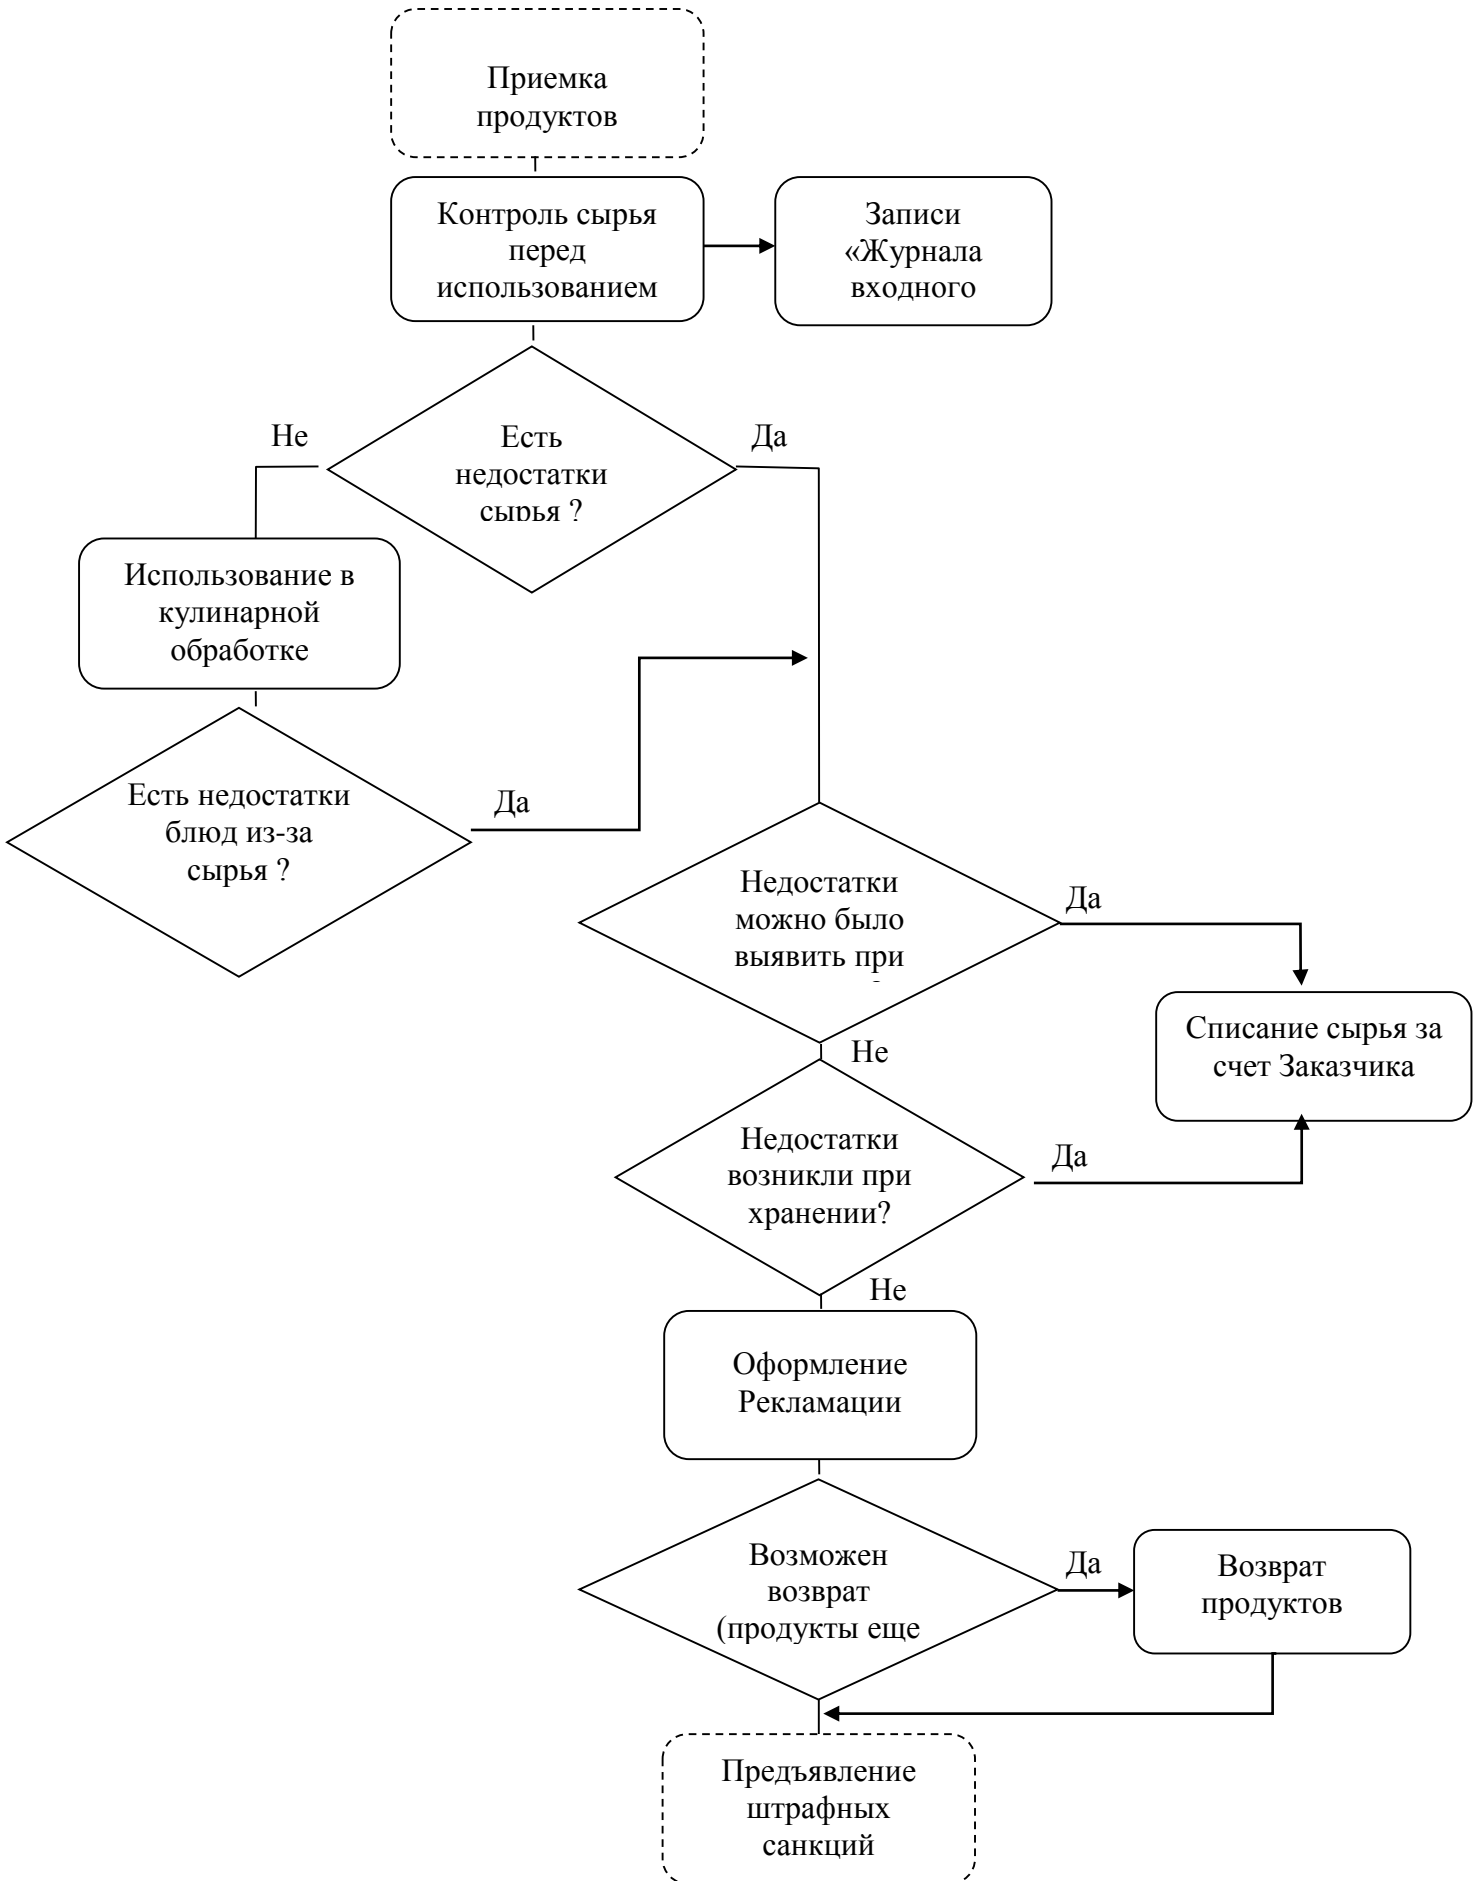 Приемка
продуктов
Контроль сырья
перед
использованием
Записи
«Журнала
входного
Не
Да
Есть
недостатки
сырья ?
Использование в
кулинарной
обработке
Есть недостатки
блюд из-за
сырья ?
Да
Недостатки
можно было
выявить при
Да
Списание сырья за
счет Заказчика
Не
Недостатки
возникли при
хранении?
Да
Не
Оформление
Рекламации
Возможен
возврат
(продукты еще
Да
Возврат
продуктов
Предъявление
штрафных
санкций